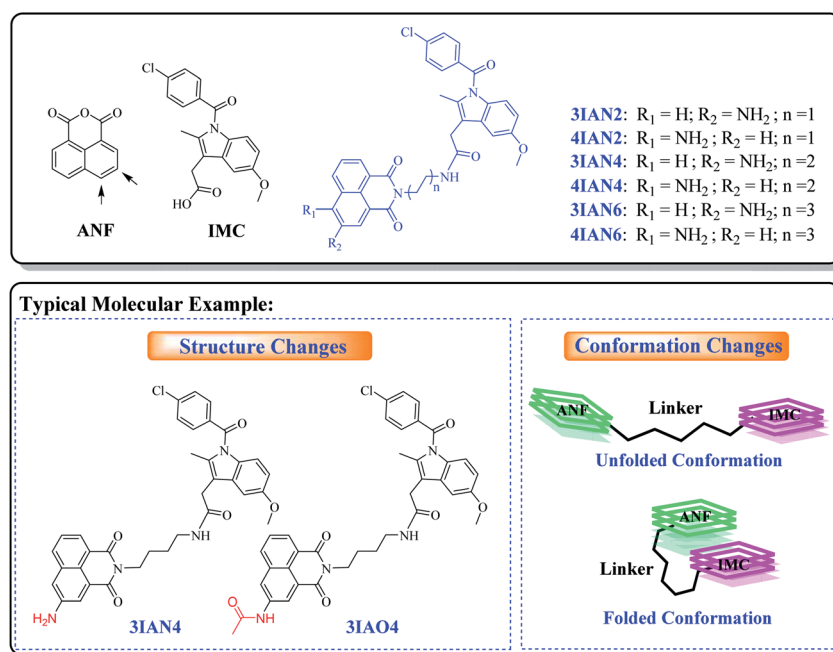 Cl
O
N
O O O
O
HO
O
ANF
IMC
Cl
O
N
O
O
NH
O
N
n
O
R₁
R₂
3IAN2: R₁ = H; R₂ = NH₂; n=1
4IAN2: R₁ = NH₂; R₂ = H; n=1
3IAN4: R₁ = H ; R₂ = NH₂; n=2
4IAN4: R₁ = NH₂ ; R₂ = H; n=2
3IAN6: R₁ = H ; R₂ = NH₂; n =3
4IAN6: R₁ = NH₂ ; R₂ = H; n =3
Typical Molecular Example:
Structure Changes
Cl
O
N
O
O
NH
O
N
O
H₂N
3IAN4
Cl
O
N
O
O
NH
O
N
O
O
NH
3IAO4
Conformation Changes
ANF
Linker
IMC
Unfolded Conformation
ANF
Linker
IMC
Folded Conformation